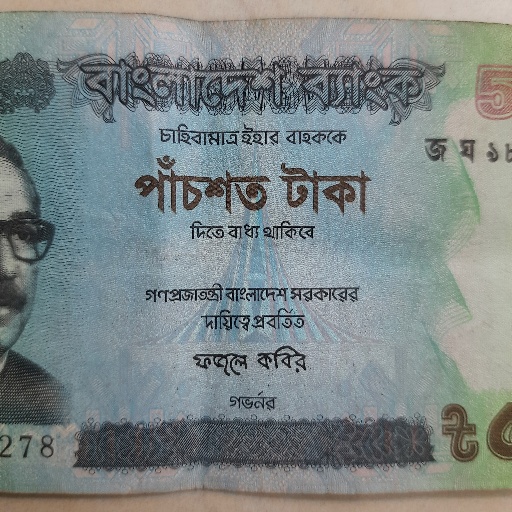 বাংলাদেশ ব্যাংক
5
চাহিবামাত্র ইহার বাহককে
জ ঘ ১৮
পাঁচশত টাকা
দিতে বাধ্য থাকিবে
গণপ্রজাতন্ত্রী বাংলাদেশ সরকারের
দায়িত্বে প্রবর্তিত
ফজলে কবির
গভর্নর
278
৳৫